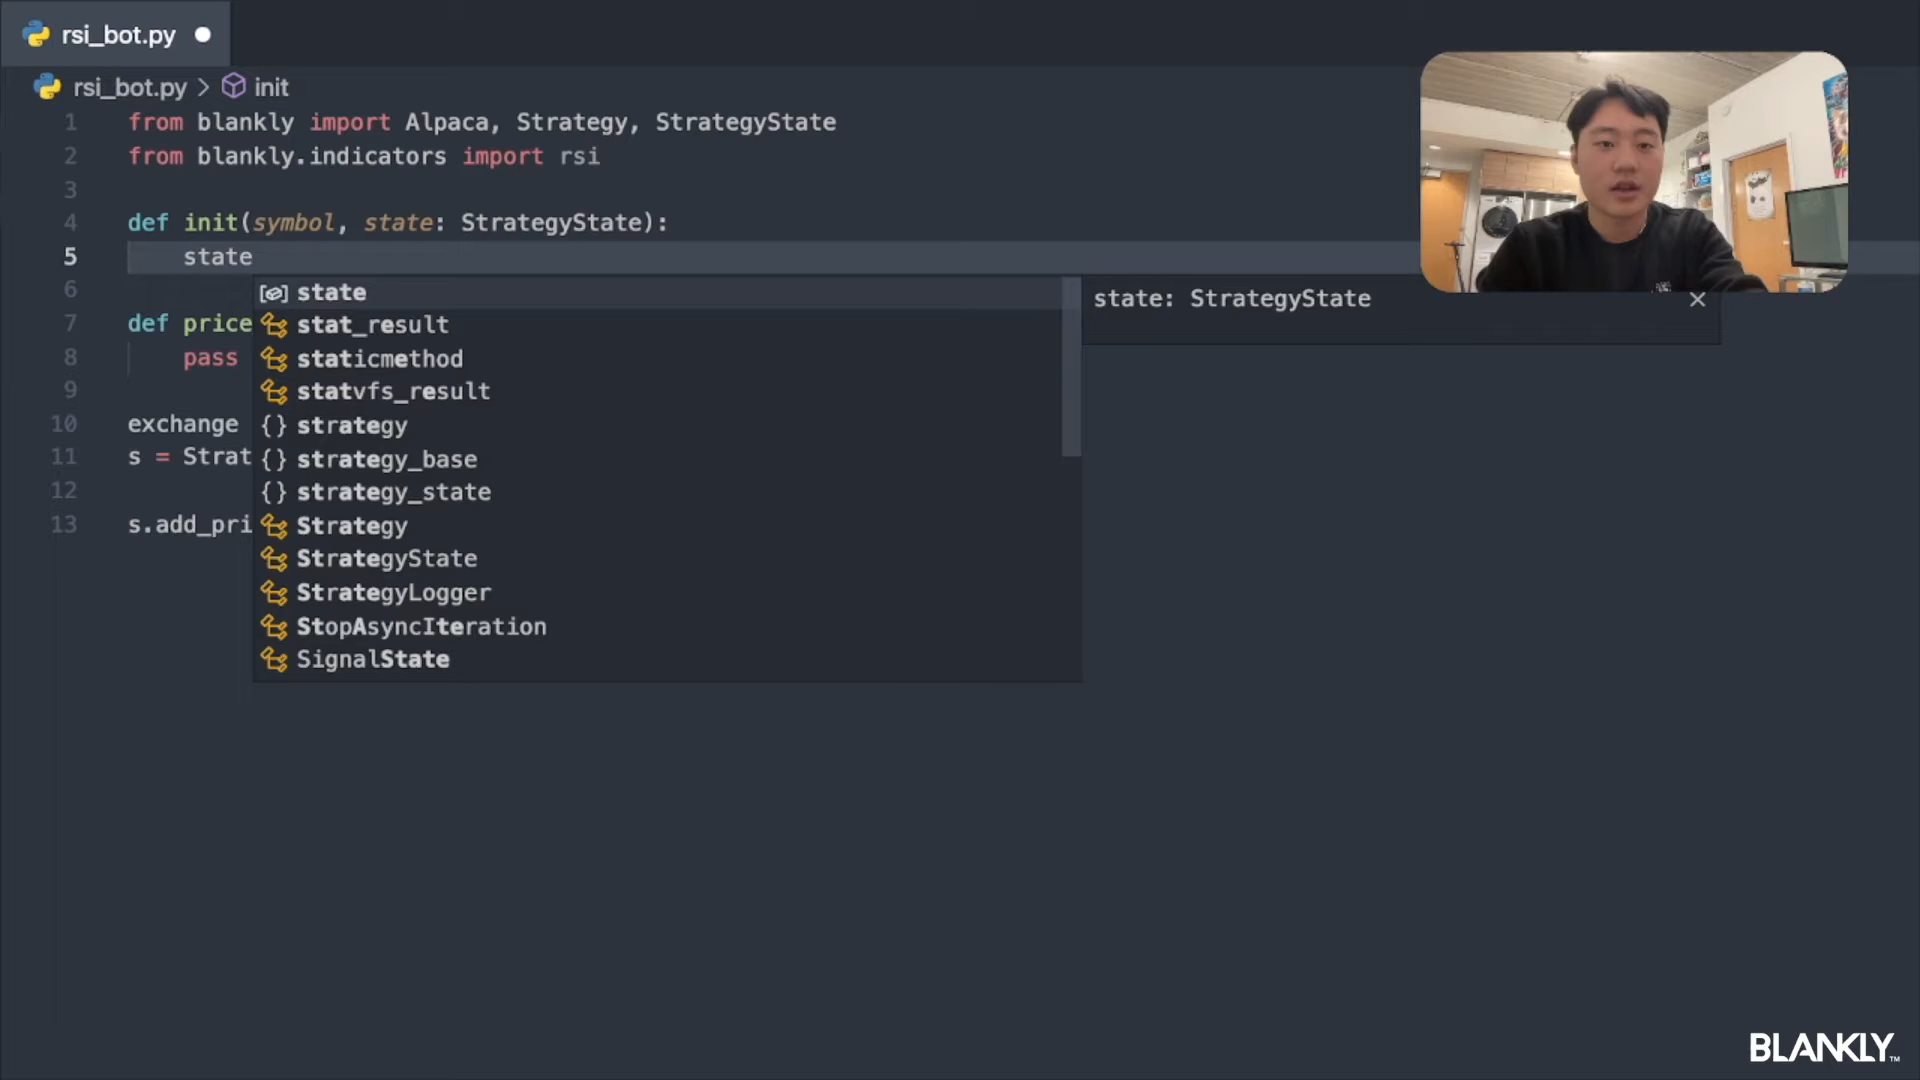 rsi_bot.py
rsi_bot.py > init
1 from blankly import Alpaca, Strategy, StrategyState
2 from blankly.indicators import rsi
3
4 def init(symbol, state: StrategyState):
5 state
6
7 def price
8 pass
9
10 exchange
11 s = Strat
12
13 s.add_pri
state
stat_result
staticmethod
statvfs_result
{} strategy
{} strategy_base
{} strategy_state
Strategy
StrategyState
StrategyLogger
StopAsyncIteration
SignalState
state: StrategyState
BLANKLY™